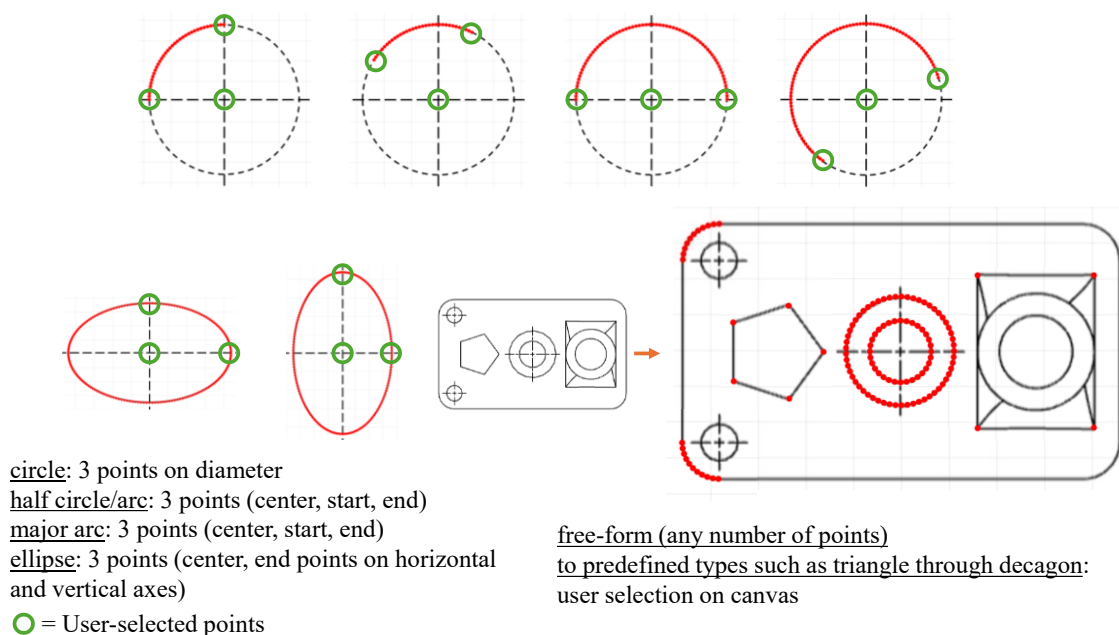 circle: 3 points on diameter
half circle/arc: 3 points (center, start, end)
major arc: 3 points (center, start, end)
ellipse: 3 points (center, end points on horizontal
and vertical axes)
= User-selected points
free-form (any number of points)
to predefined types such as triangle through decagon:
user selection on canvas